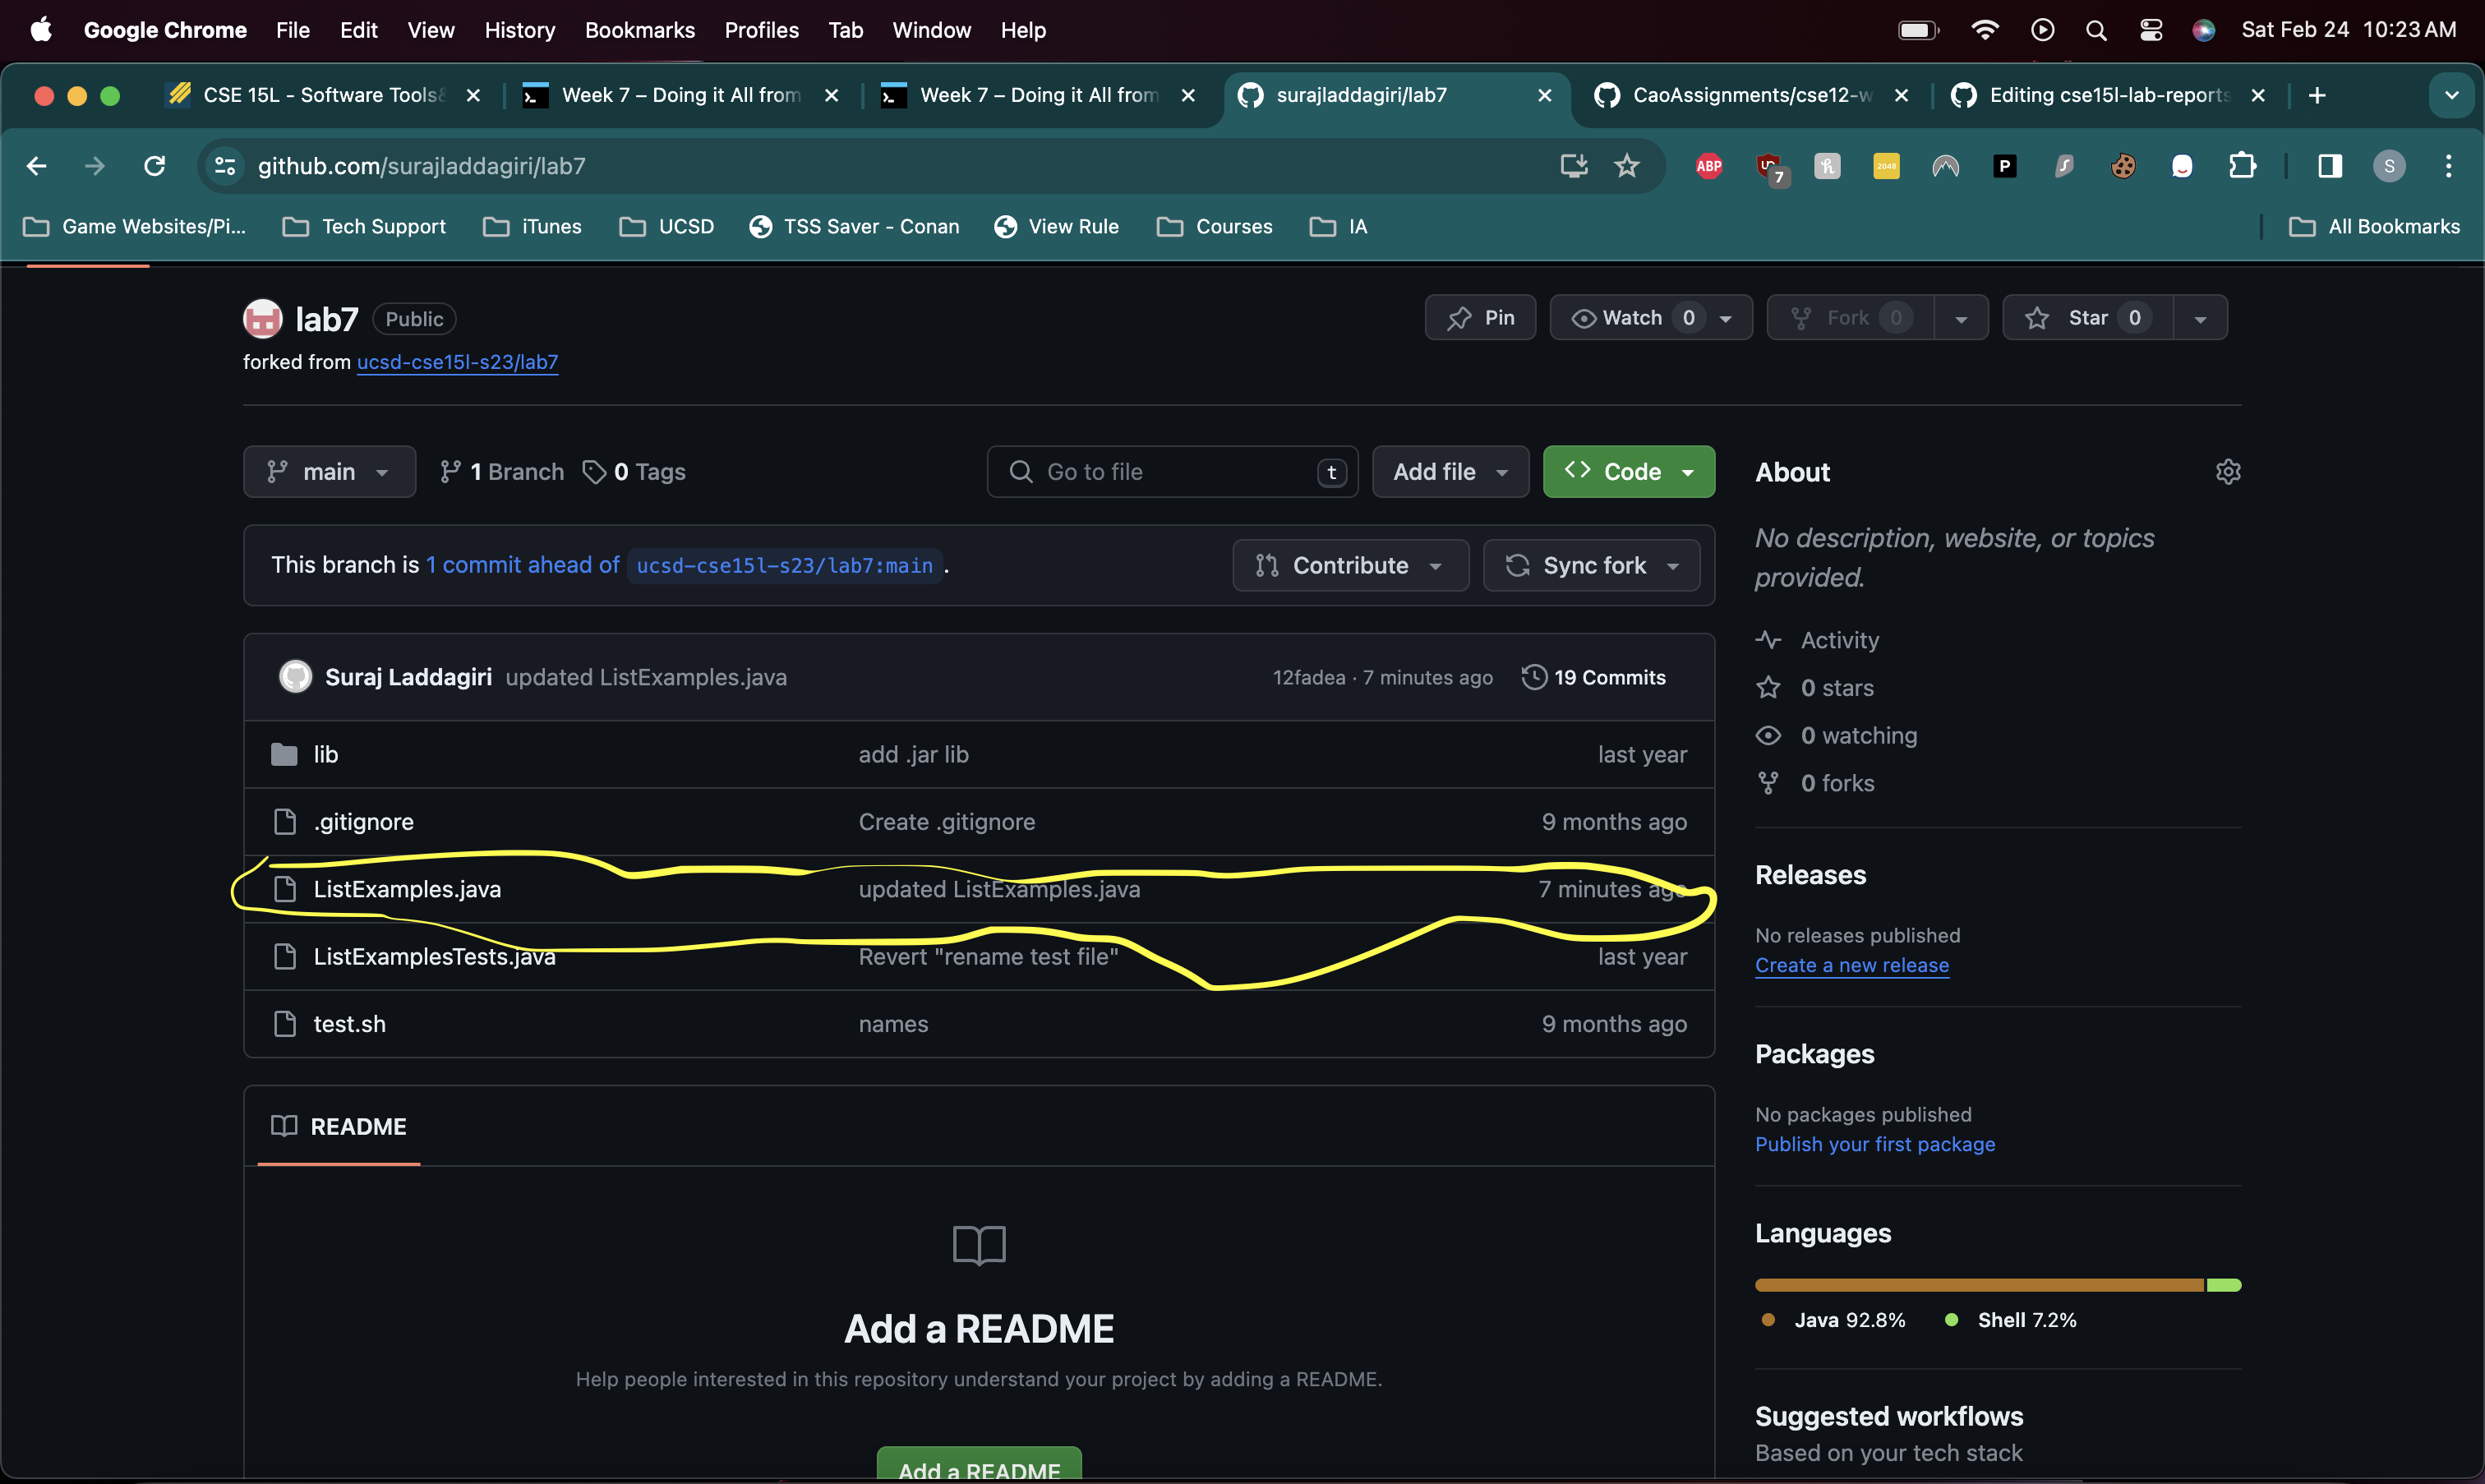 Google Chrome File Edit View History Bookmarks Profiles Tab Window Help Sat Feb 24 10:23 AM
CSE 15L - Software Tools& Week 7 – Doing it All from Week 7 – Doing it All from surajladdagiri/lab7 CaoAssignments/cse12-w Editing cse15l-lab-reports
github.com/surajladdagiri/lab7 ABP 7 2048 P S
Game Websites/Pi... Tech Support iTunes UCSD TSS Saver - Conan View Rule Courses IA All Bookmarks
lab7 Public Pin Watch 0 Fork 0 Star 0
forked from ucsd-cse15l-s23/lab7
main 1 Branch 0 Tags Go to file t Add file Code About
No description, website, or topics
provided.
This branch is 1 commit ahead of ucsd-cse15l-s23/lab7:main . Contribute Sync fork
Activity
Suraj Laddagiri updated ListExamples.java 12fadea · 7 minutes ago 19 Commits
0 stars
0 watching
lib add .jar lib last year
0 forks
.gitignore Create .gitignore 9 months ago
Releases
ListExamples.java updated ListExamples.java 7 minutes ago
No releases published
ListExamplesTests.java Revert "rename test file" last year
Create a new release
test.sh names 9 months ago
Packages
No packages published
README
Publish your first package
Languages
Add a README
Java 92.8% Shell 7.2%
Help people interested in this repository understand your project by adding a README.
Suggested workflows
Based on your tech stack
Add a README